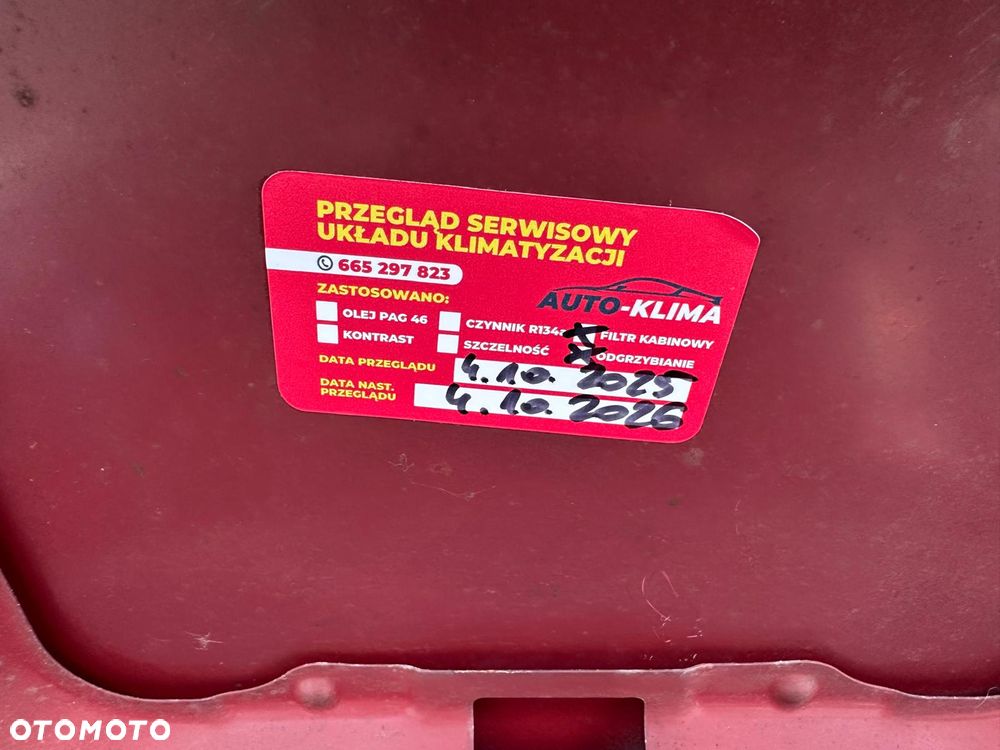 PRZEGLĄD SERWISOWY
UKŁADU KLIMATYZACJI
665 297 823
AUTO-KLIMA
ZASTOSOWANO:
OLEJ PAG 46
CZYNNIK R134a
FILTR KABINOWY
KONTRAST
SZCZELNOŚĆ
ODGRZYBIANIE
DATA PRZEGLĄDU 4.10.2025
DATA NAST.
PRZEGLĄDU 4.10.2026
OTOMOTO